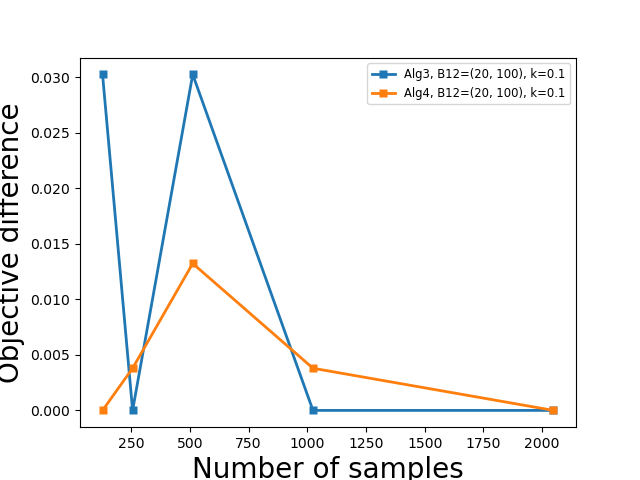 Alg3, B12=(20, 100), k=0.1
Alg4, B12=(20, 100), k=0.1
Objective difference
0.030
0.025
0.020
0.015
0.010
0.005
0.000
250 500 750 1000 1250 1500 1750 2000
Number of samples